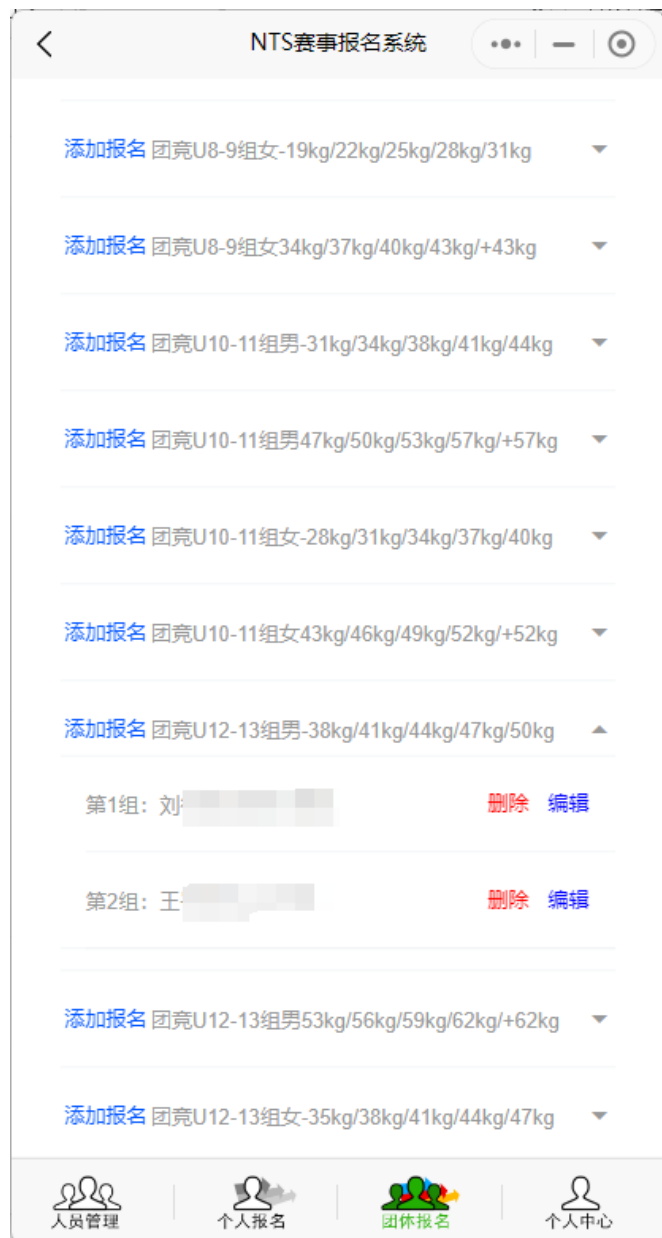 NTS赛事报名系统
添加报名 团竞U8-9组女-19kg/22kg/25kg/28kg/31kg
添加报名 团竞U8-9组女34kg/37kg/40kg/43kg/+43kg
添加报名 团竞U10-11组男-31kg/34kg/38kg/41kg/44kg
添加报名 团竞U10-11组男47kg/50kg/53kg/57kg/+57kg
添加报名 团竞U10-11组女-28kg/31kg/34kg/37kg/40kg
添加报名 团竞U10-11组女43kg/46kg/49kg/52kg/+52kg
添加报名 团竞U12-13组男-38kg/41kg/44kg/47kg/50kg
第1组：刘 删除 编辑
第2组：王 删除 编辑
添加报名 团竞U12-13组男53kg/56kg/59kg/62kg/+62kg
添加报名 团竞U12-13组女-35kg/38kg/41kg/44kg/47kg
人员管理 个人报名 团休报名 个人中心